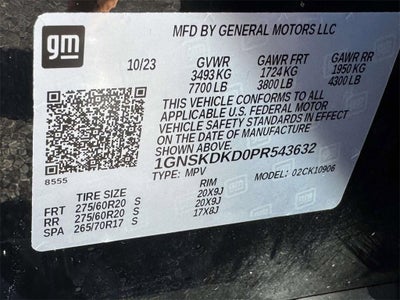 gm
MFD BY GENERAL MOTORS LLC
10/23 GVWR GAWR FRT GAWR RR
3493 KG 1724 KG 1950 KG
7700 LB 3800 LB 4300 LB
THIS VEHICLE CONFORMS TO ALL
APPLICABLE U.S. FEDERAL MOTOR
VEHICLE SAFETY STANDARDS IN EFFECT
ON THE DATE OF MANUFACTURE
1GNSKDKD0PR543632
8555 TYPE: MPV MODEL: 02CK10906
TIRE SIZE RIM
FRT 275/60R20 S 20X9J
RR 275/60R20 S 20X9J
SPA 265/70R17 S 17X8J